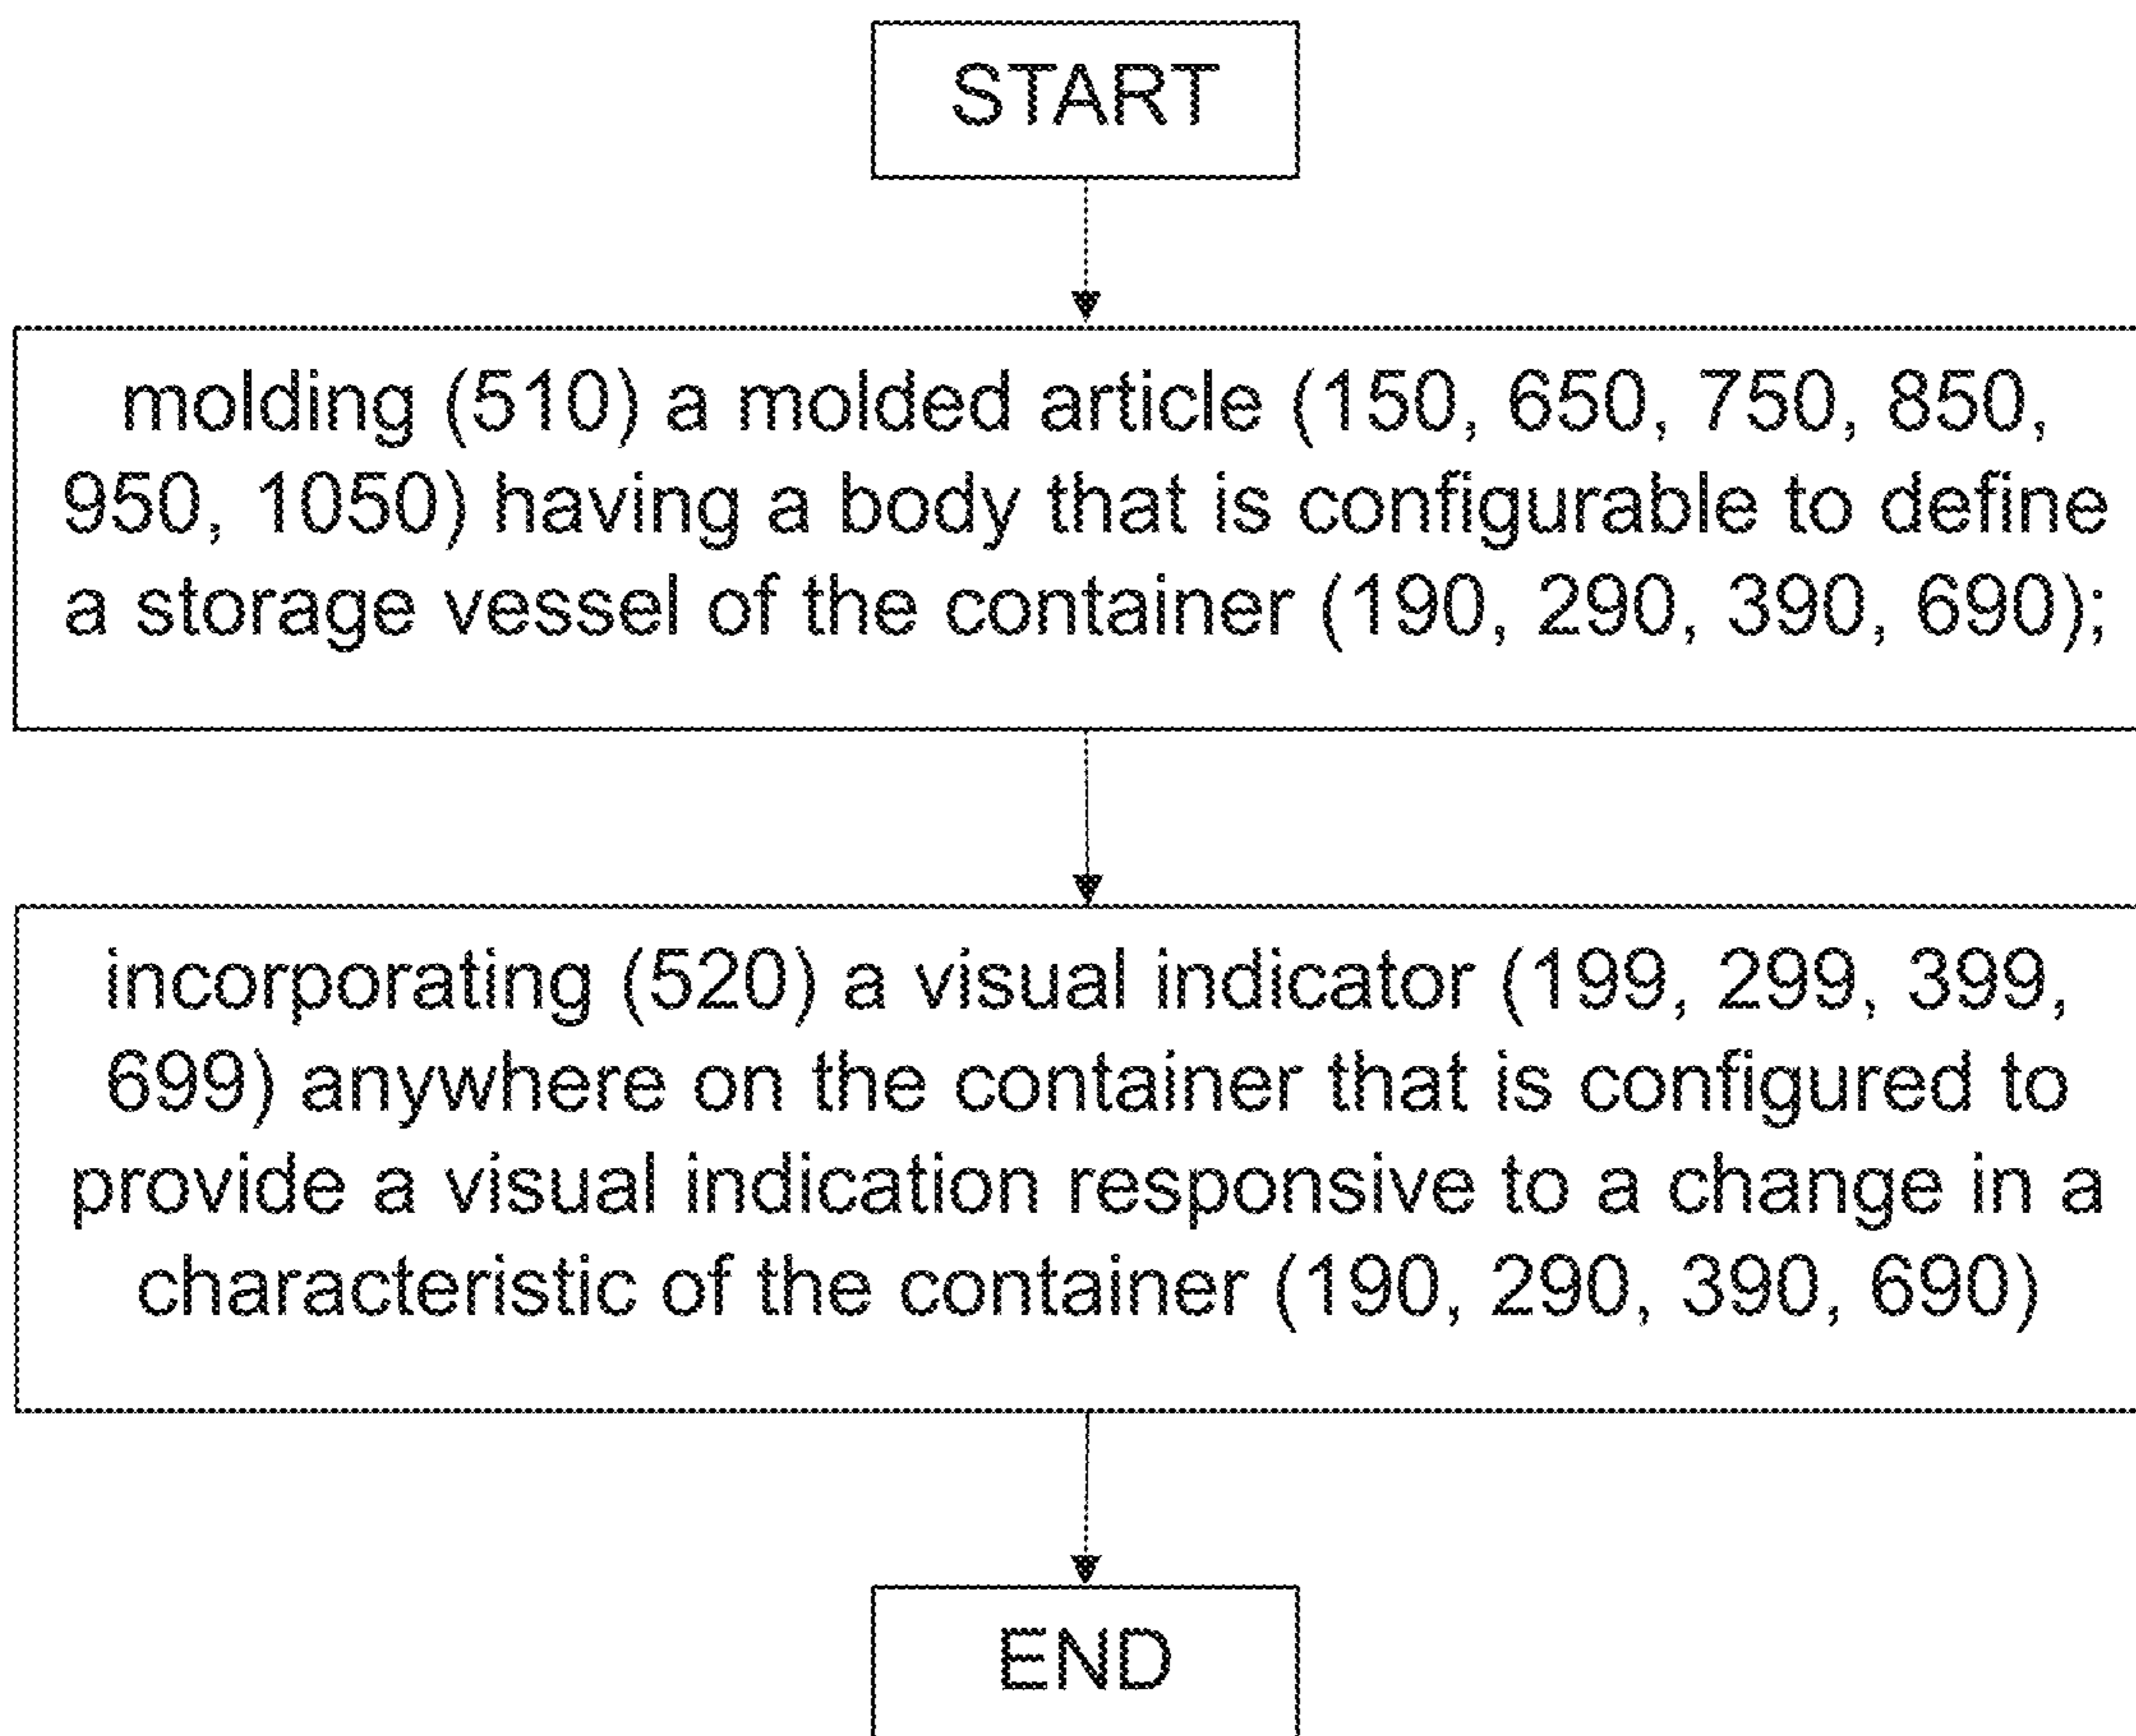 START
molding (510) a molded article (150, 650, 750, 850,
950, 1050) having a body that is configurable to define
a storage vessel of the container (190, 290, 390, 690);
incorporating (520) a visual indicator (199, 299, 399,
699) anywhere on the container that is configured to
provide a visual indication responsive to a change in a
characteristic of the container (190, 290, 390, 690)
END